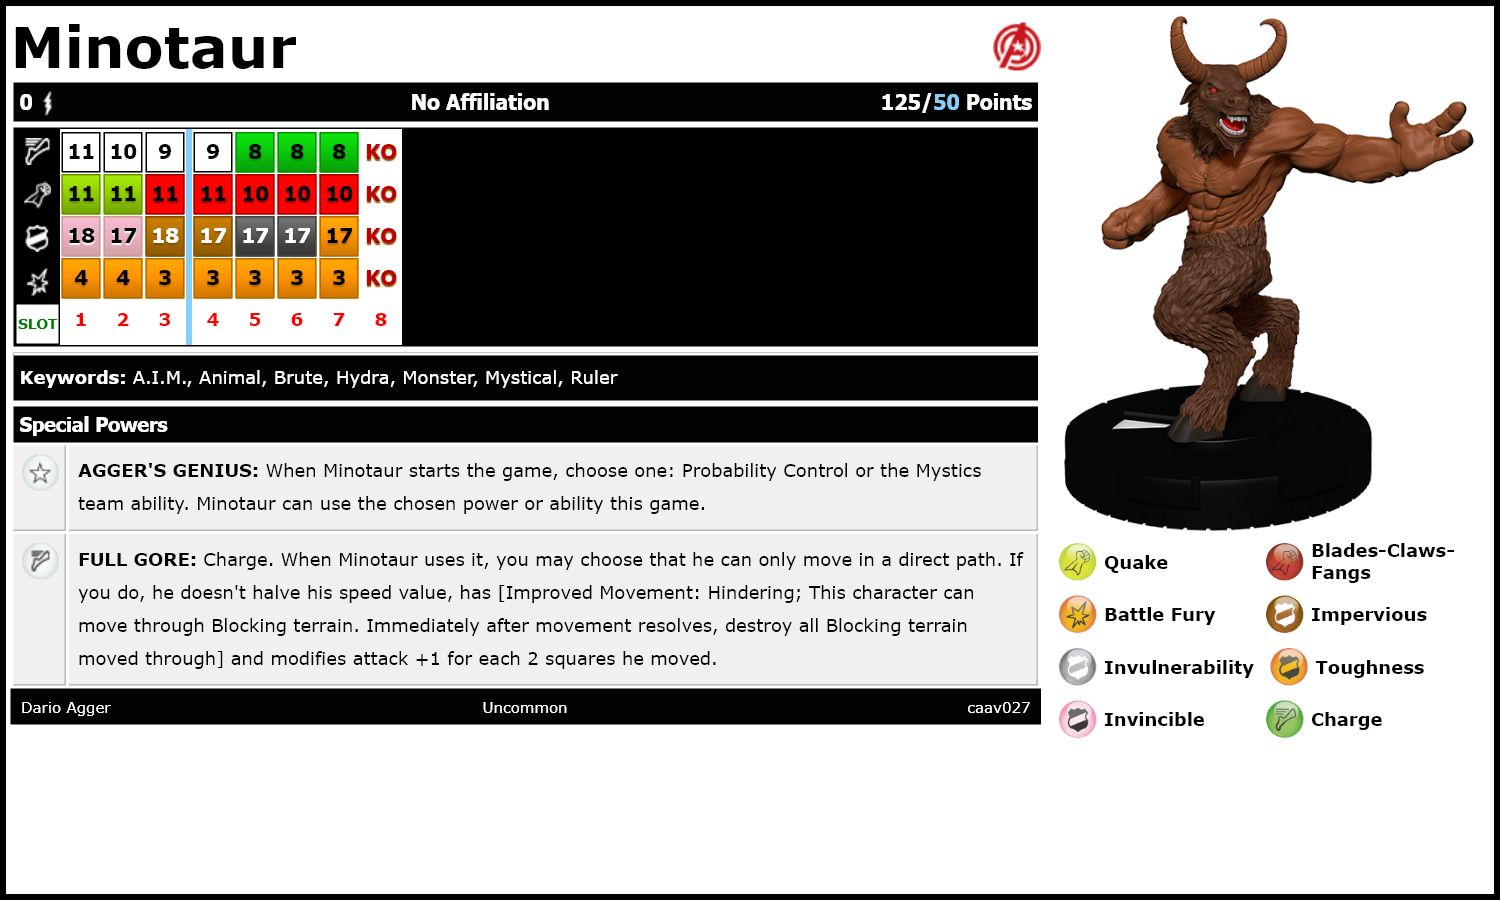 Minotaur
0 No Affiliation 125/50 Points
11 10 9 9 8 8 8 KO
11 11 11 11 10 10 10 KO
18 17 18 17 17 17 17 KO
4 4 3 3 3 3 3 KO
SLOT 1 2 3 4 5 6 7 8
Keywords: A.I.M., Animal, Brute, Hydra, Monster, Mystical, Ruler
Special Powers
AGGER'S GENIUS: When Minotaur starts the game, choose one: Probability Control or the Mystics
team ability. Minotaur can use the chosen power or ability this game.
FULL GORE: Charge. When Minotaur uses it, you may choose that he can only move in a direct path. If
you do, he doesn't halve his speed value, has [Improved Movement: Hindering; This character can
move through Blocking terrain. Immediately after movement resolves, destroy all Blocking terrain
moved through] and modifies attack +1 for each 2 squares he moved.
Dario Agger Uncommon caav027
Quake
Blades-Claws-
Fangs
Battle Fury
Impervious
Invulnerability
Toughness
Invincible
Charge